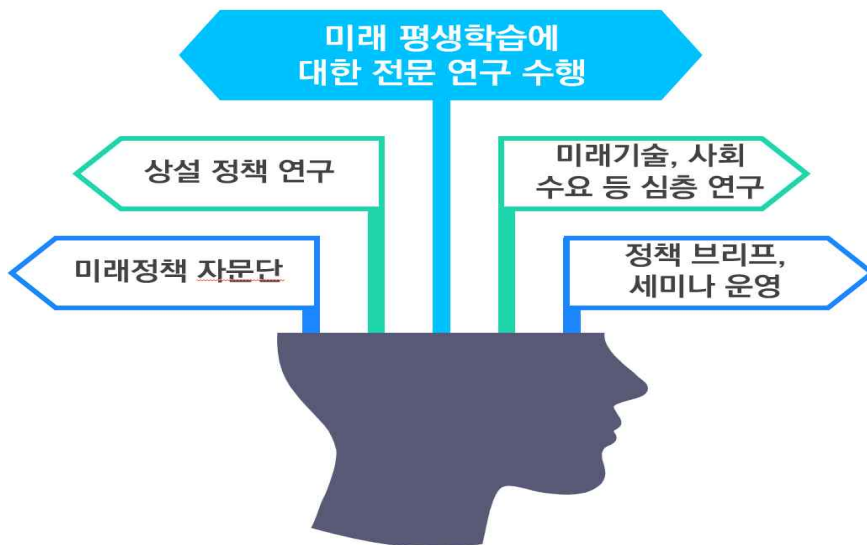 미래 평생학습에
대한 전문 연구 수행
상설 정책 연구
미래기술, 사회
수요 등 심층 연구
미래정책 자문단
정책 브리프,
세미나 운영